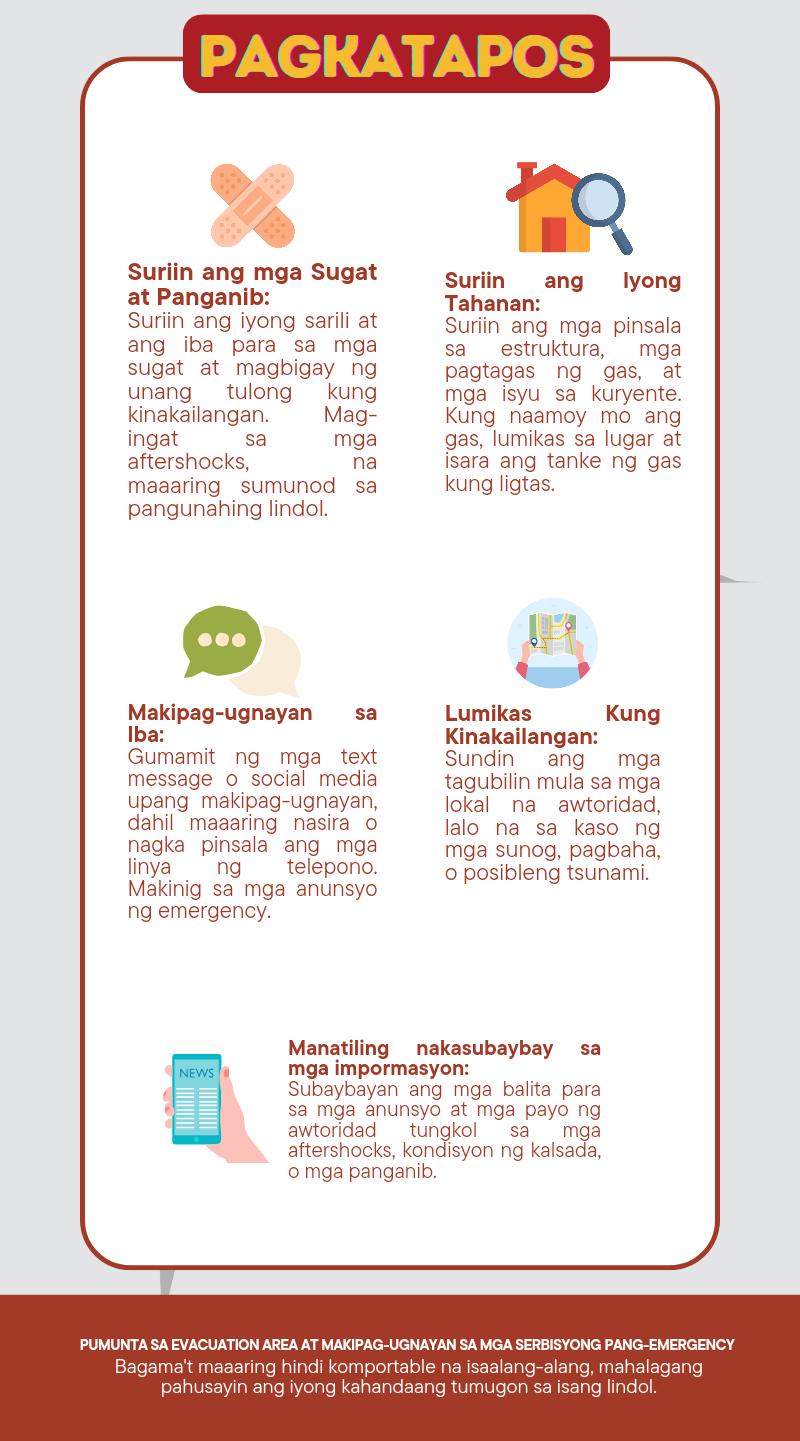 PAGKATAPOS
Suriin ang mga Sugat
at Panganib:
Suriin ang iyong sarili at
ang iba para sa mga
sugat at magbigay ng
unang tulong kung
kinakailangan. Mag-
ingat sa mga
aftershocks, na
maaaring sumunod sa
pangunahing lindol.
Suriin ang Iyong
Tahanan:
Suriin ang mga pinsala
sa estruktura, mga
pagtagas ng gas, at
mga isyu sa kuryente.
Kung naamoy mo ang
gas, lumikas sa lugar at
isara ang tanke ng gas
kung ligtas.
Makipag-ugnayan sa
Iba:
Gumamit ng mga text
message o social media
upang makipag-ugnayan,
dahil maaaring nasira o
nagka pinsala ang mga
linya ng telepono.
Makinig sa mga anunsyo
ng emergency.
Lumikas Kung
Kinakailangan:
Sundin ang mga
tagubilin mula sa mga
lokal na awtoridad,
lalo na sa kaso ng
mga sunog, pagbaha,
o posibleng tsunami.
NEWS
Manatiling nakasubaybay sa
mga impormasyon:
Subaybayan ang mga balita para
sa mga anunsyo at mga payo ng
awtoridad tungkol sa mga
aftershocks, kondisyon ng kalsada,
o mga panganib.
PUMUNTA SA EVACUATION AREA AT MAKIPAG-UGNAYAN SA MGA SERBISYONG PANG-EMERGENCY
Bagama't maaaring hindi komportable na isaalang-alang, mahalagang
pahusayin ang iyong kahandaang tumugon sa isang lindol.